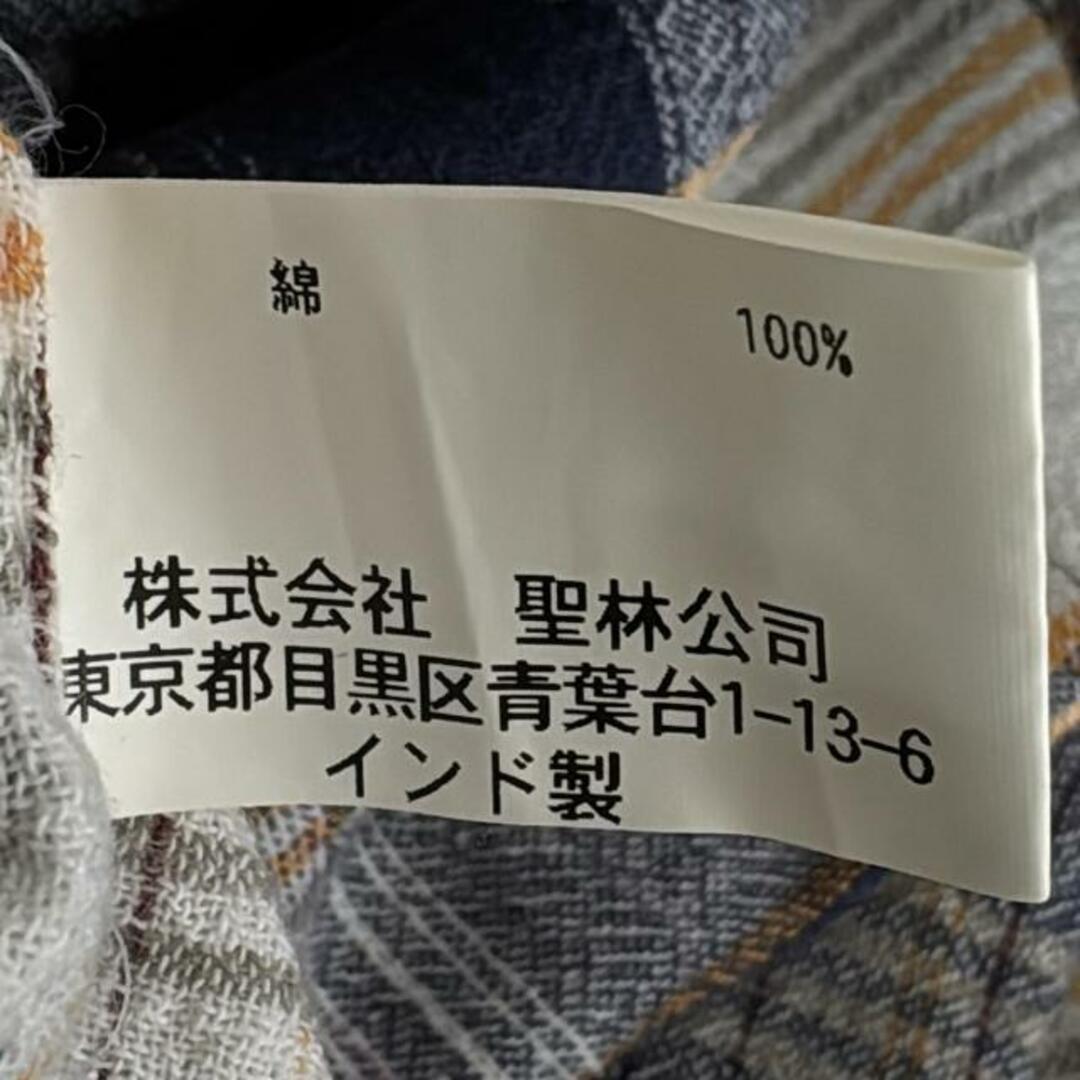 綿 100%
株式会社 聖林公司
東京都目黒区青葉台1-13-6
インド製